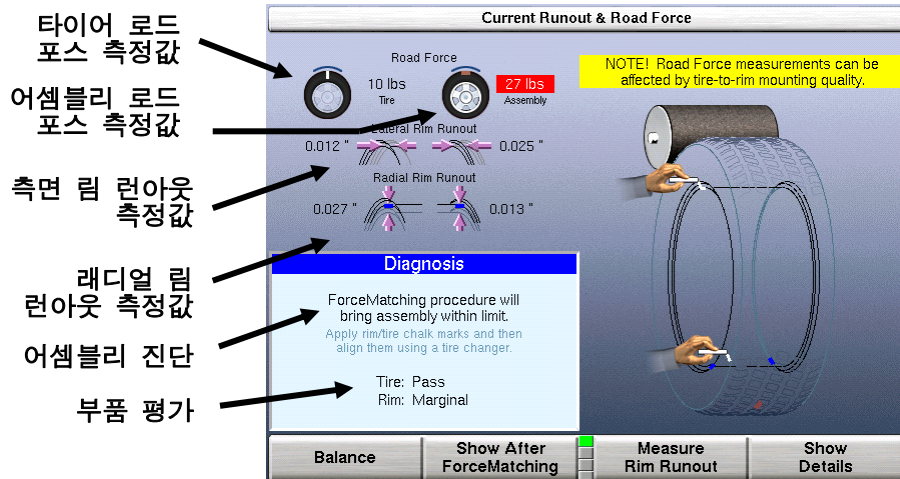 Current Runout & Road Force
타이어 로드
포스 측정값
어셈블리 로드
포스 측정값
측면 림 런아웃
측정값
래디얼 림
런아웃 측정값
어셈블리 진단
부품 평가
Road Force
10 lbs
Tire
27 lbs
Assembly
Lateral Rim Runout
0.012 "
0.025 "
Radial Rim Runout
0.027 "
0.013 "
NOTE! Road Force measurements can be
affected by tire-to-rim mounting quality.
Diagnosis
ForceMatching procedure will
bring assembly within limit.
Apply rim/tire chalk marks and then
align them using a tire changer.
Tire: Pass
Rim: Marginal
Balance
Show After
ForceMatching
Measure
Rim Runout
Show
Details